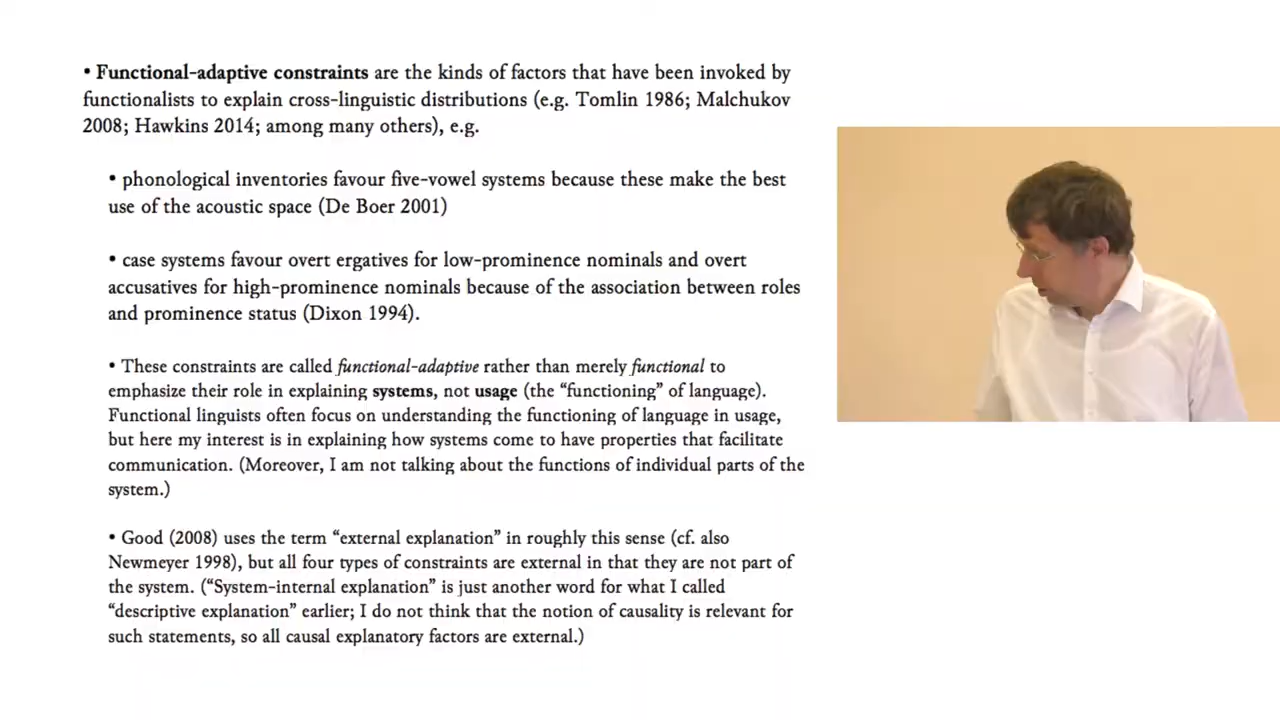 • Functional-adaptive constraints are the kinds of factors that have been invoked by
functionalists to explain cross-linguistic distributions (e.g. Tomlin 1986; Malchukov
2008; Hawkins 2014; among many others), e.g.
• phonological inventories favour five-vowel systems because these make the best
use of the acoustic space (De Boer 2001)
• case systems favour overt ergatives for low-prominence nominals and overt
accusatives for high-prominence nominals because of the association between roles
and prominence status (Dixon 1994).
• These constraints are called functional-adaptive rather than merely functional to
emphasize their role in explaining systems, not usage (the “functioning” of language).
Functional linguists often focus on understanding the functioning of language in usage,
but here my interest is in explaining how systems come to have properties that facilitate
communication. (Moreover, I am not talking about the functions of individual parts of the
system.)
• Good (2008) uses the term “external explanation” in roughly this sense (cf. also
Newmeyer 1998), but all four types of constraints are external in that they are not part of
the system. (“System-internal explanation” is just another word for what I called
“descriptive explanation” earlier; I do not think that the notion of causality is relevant for
such statements, so all causal explanatory factors are external.)